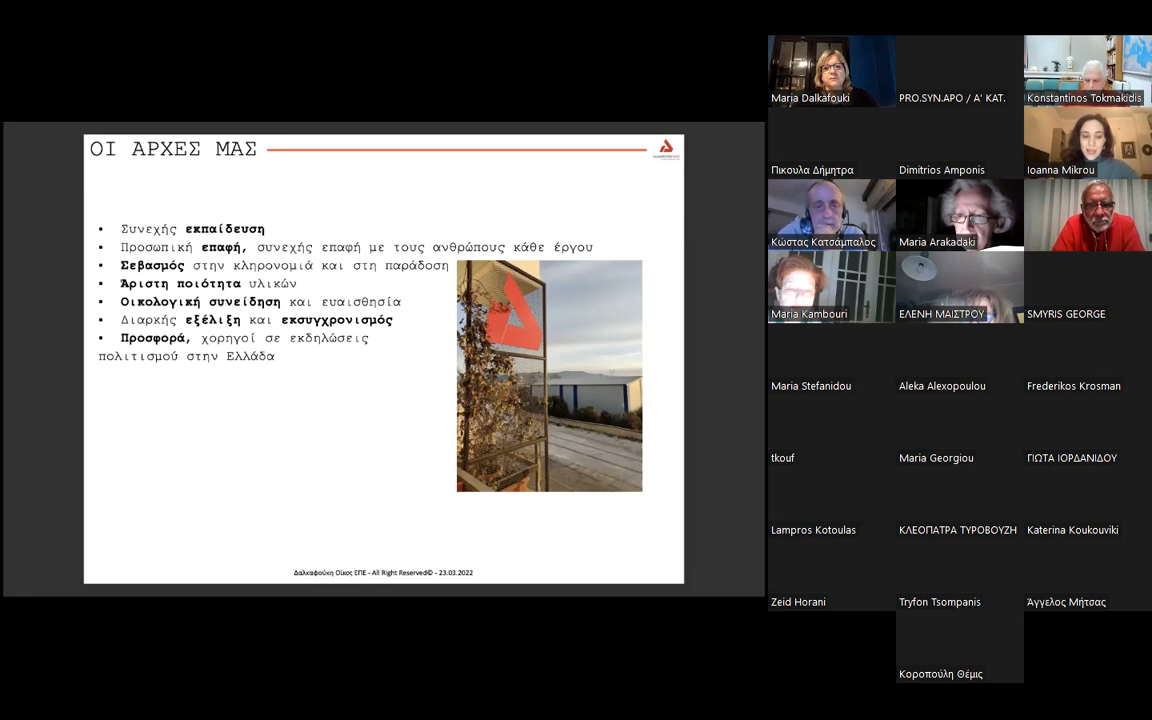 ΟΙ ΑΡΧΕΣ ΜΑΣ
• Συνεχής εκπαίδευση
• Προσωπική επαφή, συνεχής επαφή με τους ανθρώπους κάθε έργου
• Σεβασμός στην κληρονομιά και στη παράδοση
• Άριστη ποιότητα υλικών
• Οικολογική συνείδηση και ευαισθησία
• Διαρκής εξέλιξη και εκσυγχρονισμός
• Προσφορά, χορηγοί σε εκδηλώσεις
πολιτισμού στην Ελλάδα
Δαλκαφούκη Οίκος ΕΠΕ - All Right Reserved© - 23.03.2022
Maria Dalkafouki
PRO.SYN.APO / A' KAT.
Konstantinos Tokmakidis
Πικουλα Δήμητρα
Dimitrios Amponis
Ioanna Mikrou
Κώστας Κατσάμπαλος
Maria Arakadaki
Maria Kambouri
ΕΛΕΝΗ ΜΑΙΣΤΡΟΥ
SMYRIS GEORGE
Maria Stefanidou
Aleka Alexopoulou
Frederikos Krosman
tkouf
Maria Georgiou
ΓΙΩΤΑ ΙΟΡΔΑΝΙΔΟΥ
Lampros Kotoulas
ΚΛΕΟΠΑΤΡΑ ΤΥΡΟΒΟΥΖΗ
Katerina Koukouviki
Zeid Horani
Tryfon Tsompanis
Άγγελος Μήτσας
Κοροπούλη Θέμις